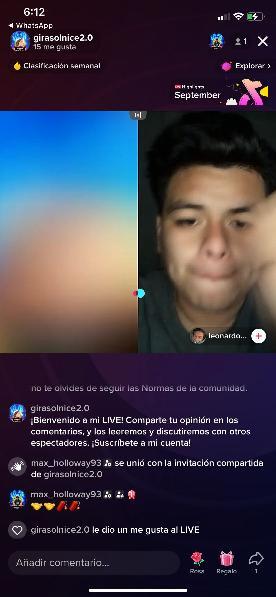 6:12
WhatsApp
girasolnice2.0
15 me gusta
1
Clasificación semanal
Explorar >
Highlights
September
leonardo...
no te olvides de seguir las Normas de la comunidad.
girasolnice2.0
¡Bienvenido a mi LIVE! Comparte tu opinión en los
comentarios, y los leeremos y discutiremos con otros
espectadores. ¡Suscríbete a mi cuenta!
max_holloway93 se unió con la invitación compartida
de girasolnice2.0
max_holloway93
girasolnice2.0 le dio un me gusta al LIVE
Añadir comentario...
Rosa
Regalo
1